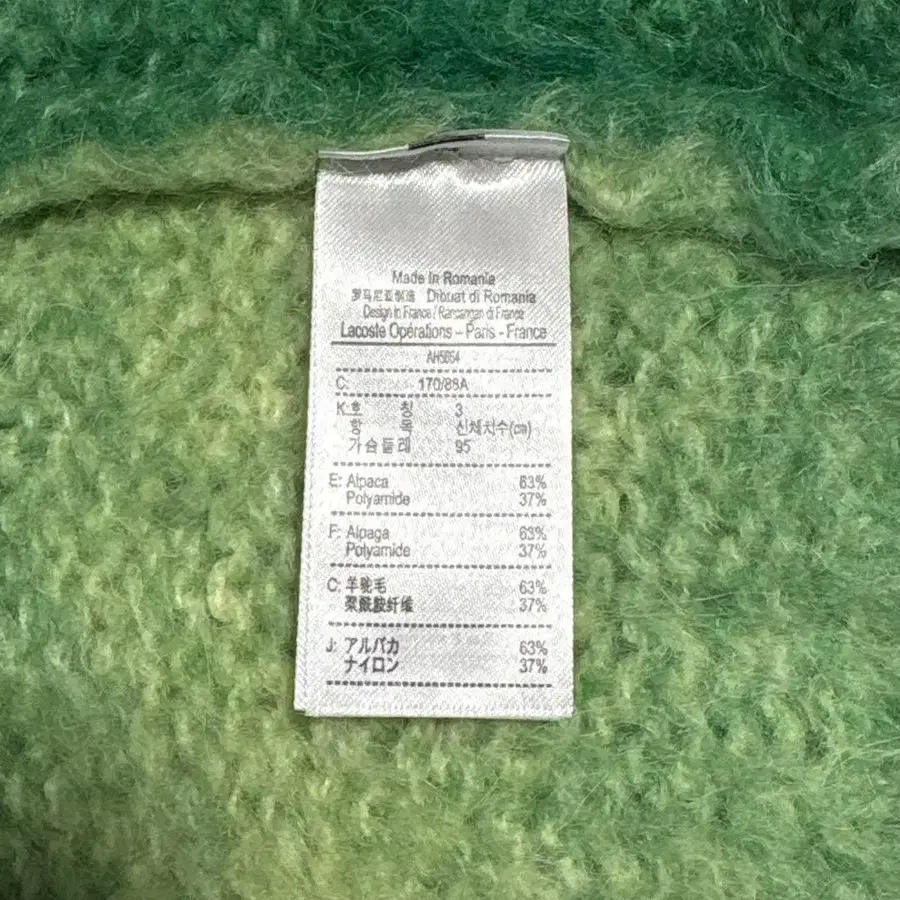 Made in Romania
罗马尼亚制造 Dibuat di Romania
Design in France / Rancangan di France
Lacoste Opérations – Paris - France
AH5654
C: 170/88A
K: 호 칭 3
항 목 신체치수(cm)
가슴둘레 95
E: Alpaca 63%
Polyamide 37%
F: Alpaga 63%
Polyamide 37%
C: 羊驼毛 63%
聚酰胺纤维 37%
J: アルパカ 63%
ナイロン 37%